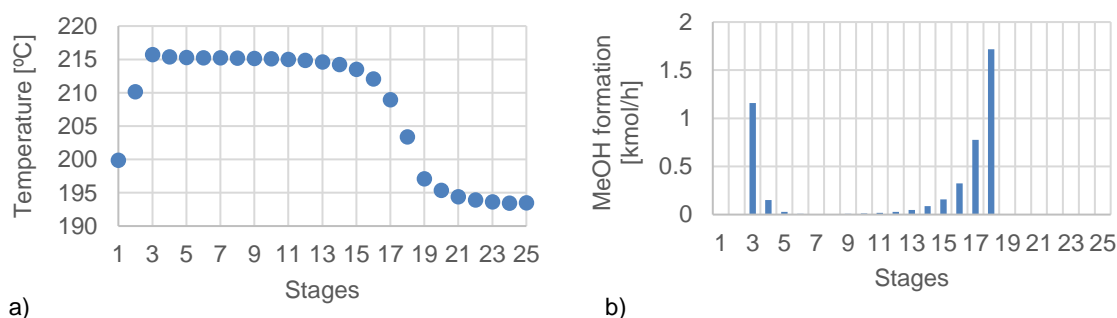 Temperature [ºC]
220
215
210
205
200
195
190
1 3 5 7 9 11 13 15 17 19 21 23 25
Stages
a)
MeOH formation
[kmol/h]
2
1.5
1
0.5
0
1 3 5 7 9 11 13 15 17 19 21 23 25
Stages
b)